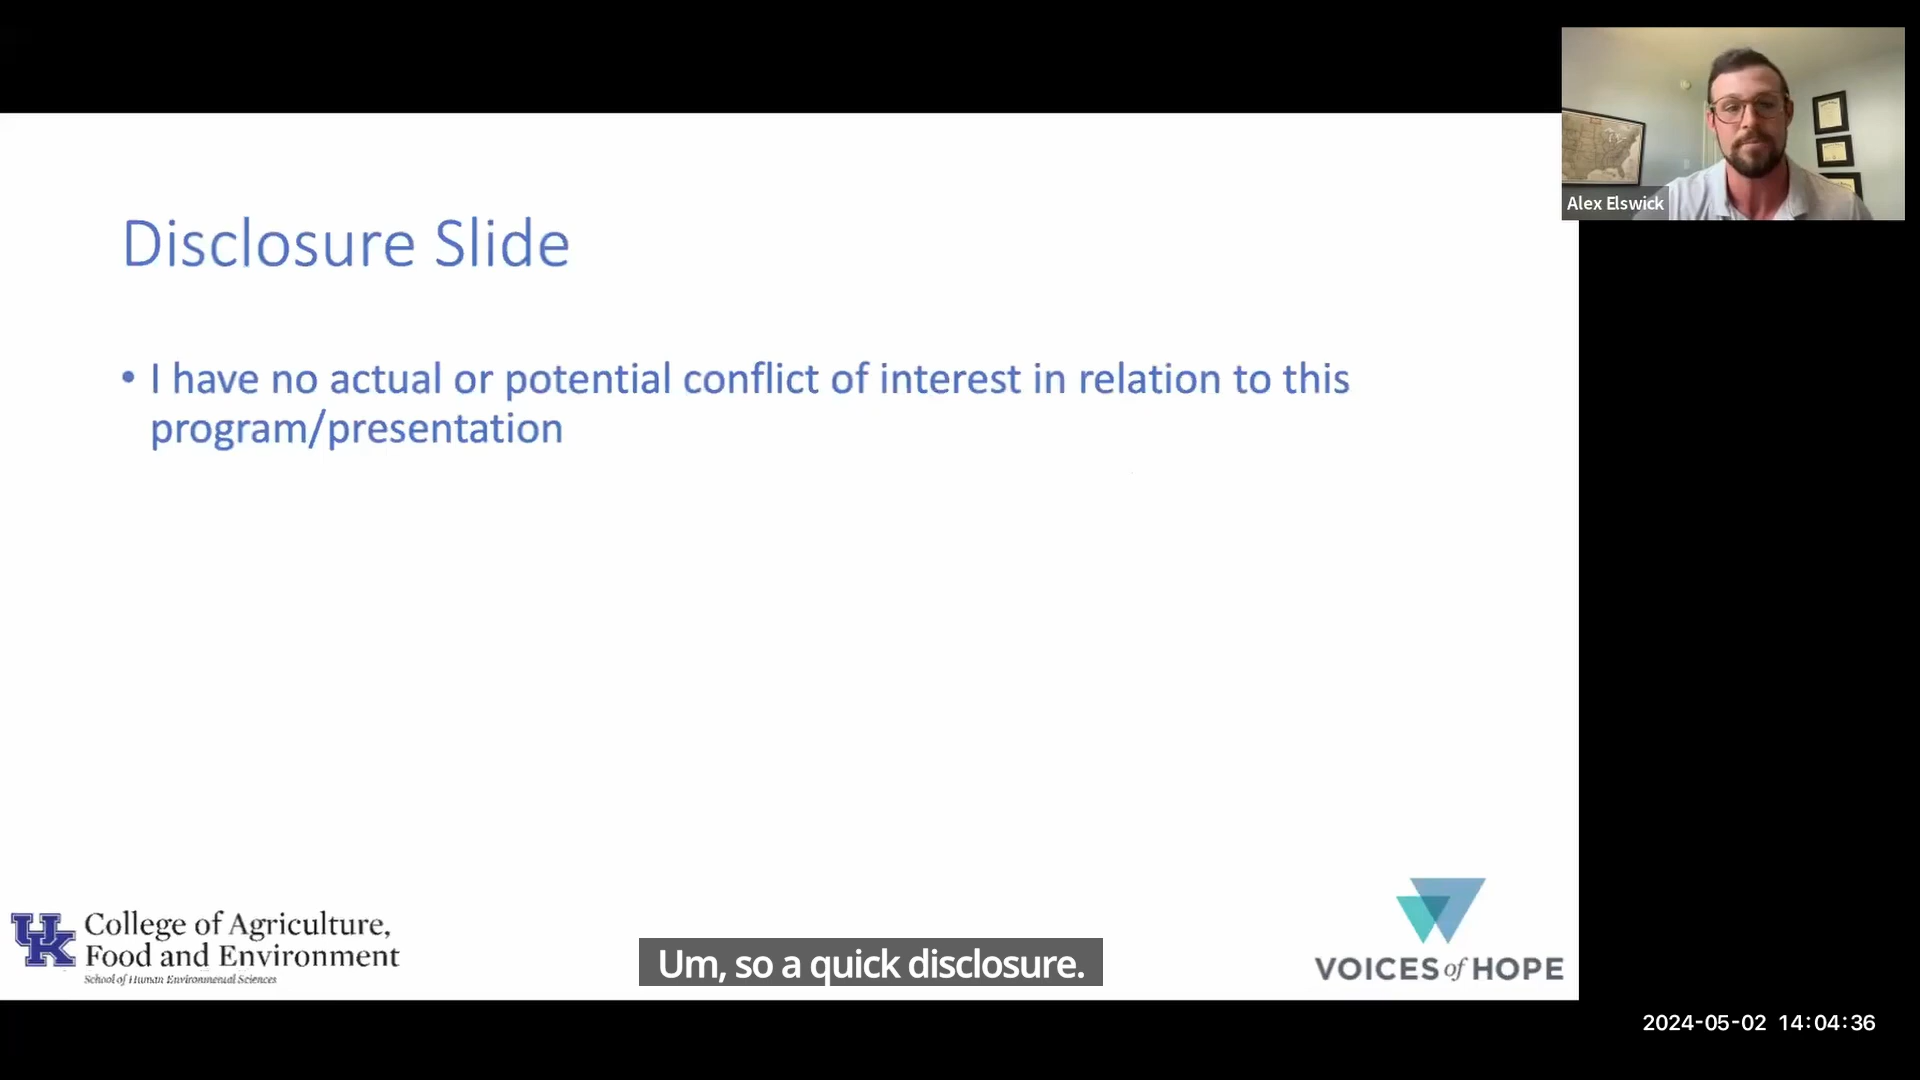 Alex Elswick
Disclosure Slide
• I have no actual or potential conflict of interest in relation to this
program/presentation
UK
College of Agriculture,
Food and Environment
School of Human Environmental Sciences
Um, so a quick disclosure.
VOICES of HOPE
2024-05-02 14:04:36